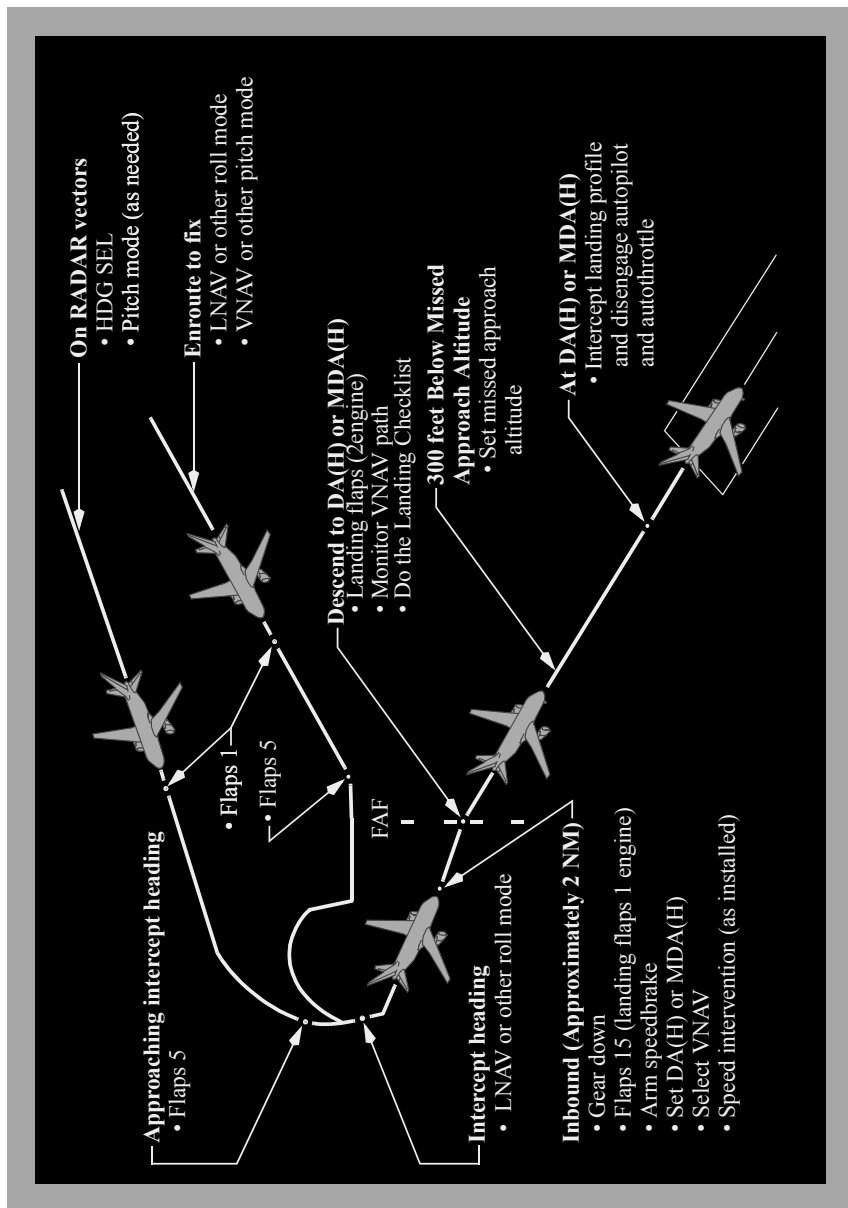 On RADAR vectors
• HDG SEL
• Pitch mode (as needed)
Enroute to fix
• LNAV or other roll mode
• VNAV or other pitch mode
Approaching intercept heading
• Flaps 5
• Flaps 1
• Flaps 5
Descend to DA(H) or MDA(H)
• Landing flaps (2engine)
• Monitor VNAV path
• Do the Landing Checklist
FAF
300 feet Below Missed
Approach Altitude
• Set missed approach
altitude
Intercept heading
• LNAV or other roll mode
At DA(H) or MDA(H)
• Intercept landing profile
and disengage autopilot
and autothrottle
Inbound (Approximately 2 NM)
• Gear down
• Flaps 15 (landing flaps 1 engine)
• Arm speedbrake
• Set DA(H) or MDA(H)
• Select VNAV
• Speed intervention (as installed)